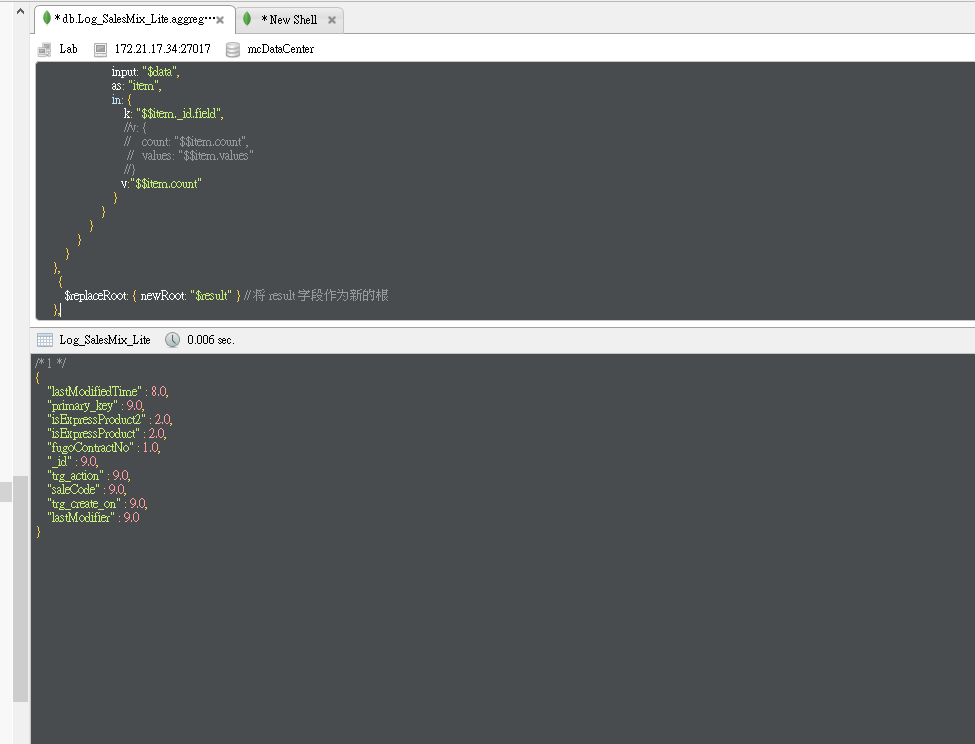 * db.Log_SalesMix_Lite.aggreg···
* New Shell
Lab 172.21.17.34:27017 mcDataCenter
input: "$data",
as: "item",
in: {
k: "$$item._id.field",
//v: {
//   count: "$$item.count",
//   values: "$$item.values"
//}
v:"$$item.count"
}
}
}
}
}
},
{
$replaceRoot: { newRoot: "$result" } // 将 result 字段作为新的根
},
Log_SalesMix_Lite 0.006 sec.
/* 1 */
{
"lastModifiedTime" : 8.0,
"primary_key" : 9.0,
"isExpressProduct2" : 2.0,
"isExpressProduct" : 2.0,
"fugoContractNo" : 1.0,
"_id" : 9.0,
"trg_action" : 9.0,
"saleCode" : 9.0,
"trg_create_on" : 9.0,
"lastModifier" : 9.0
}